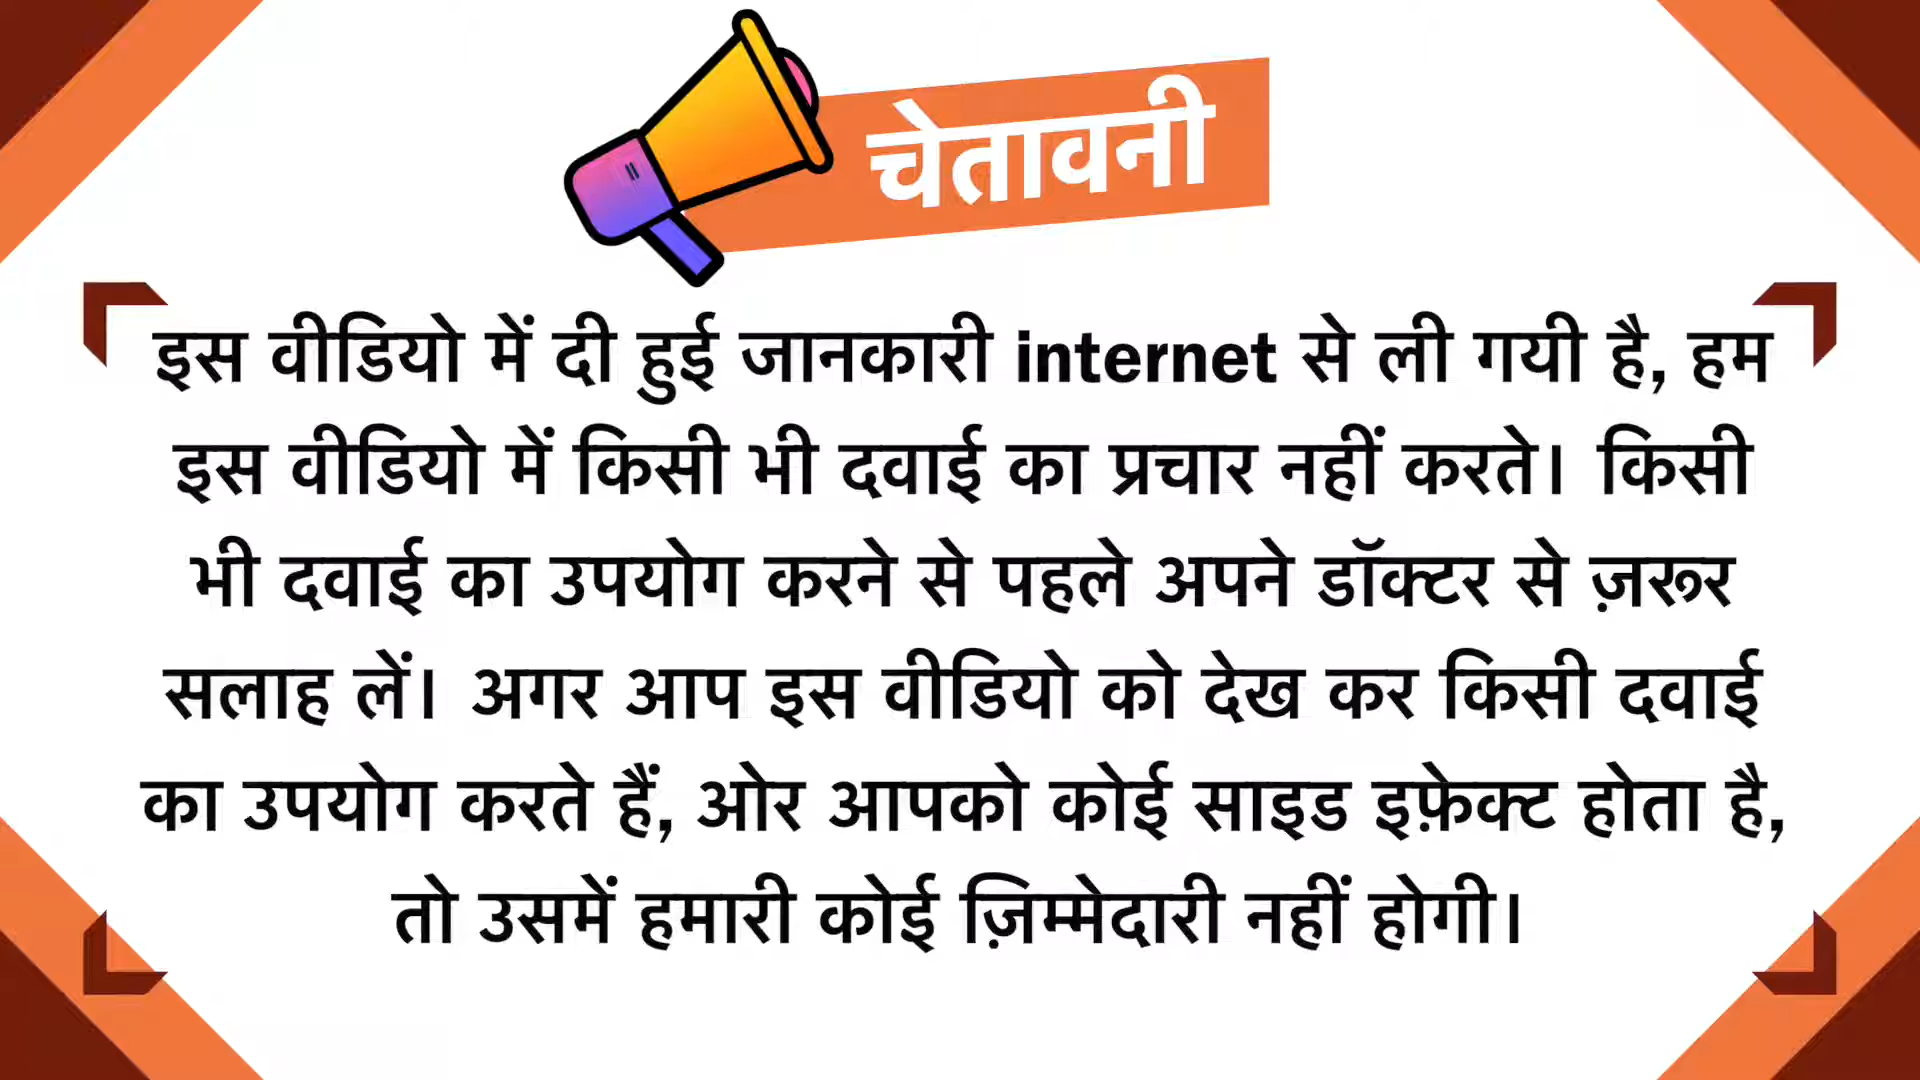 चेतावनी
इस वीडियो में दी हुई जानकारी internet से ली गयी है, हम
इस वीडियो में किसी भी दवाई का प्रचार नहीं करते। किसी
भी दवाई का उपयोग करने से पहले अपने डॉक्टर से ज़रूर
सलाह लें। अगर आप इस वीडियो को देख कर किसी दवाई
का उपयोग करते हैं, ओर आपको कोई साइड इफ़ेक्ट होता है,
तो उसमें हमारी कोई ज़िम्मेदारी नहीं होगी।